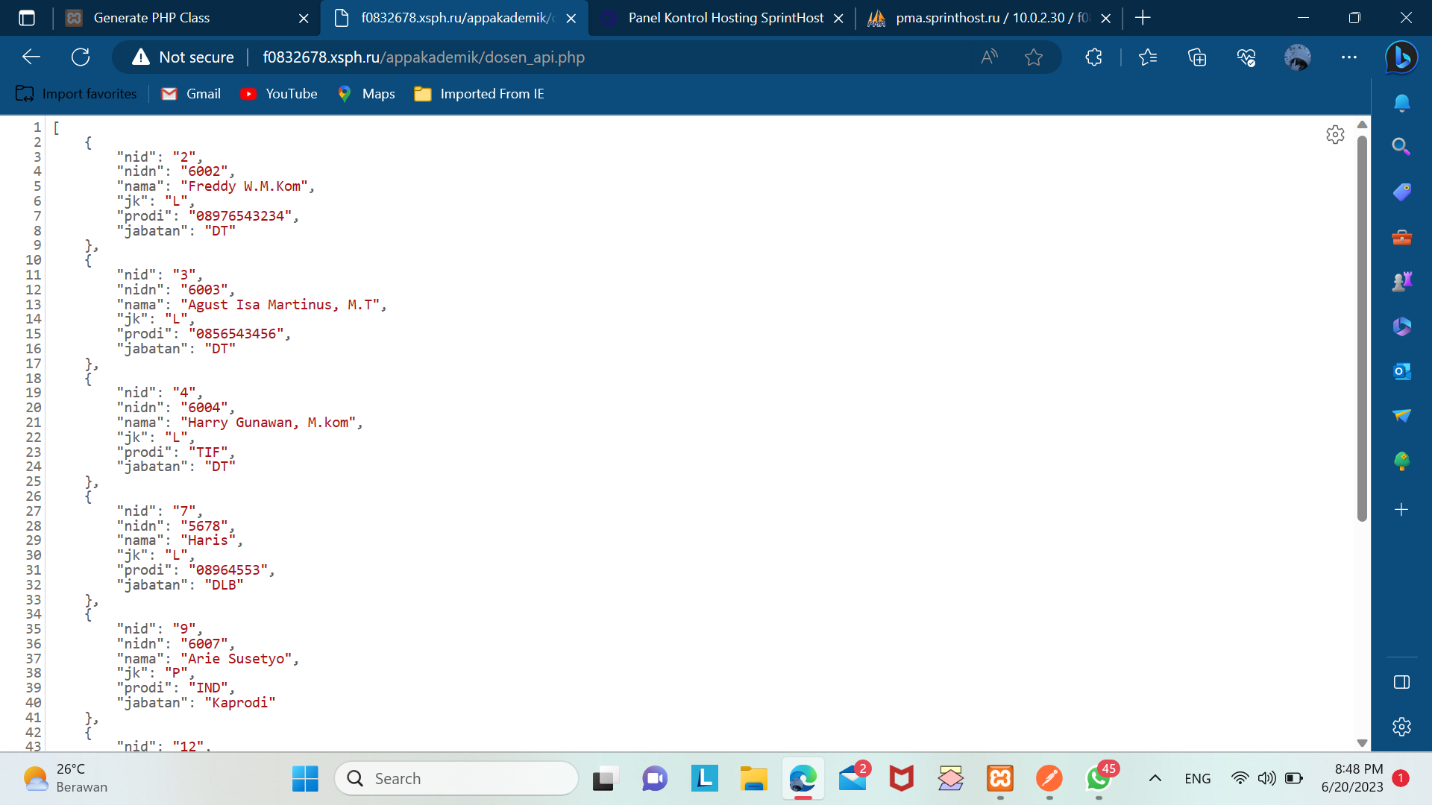 Generate PHP Class
f0832678.xsph.ru/appakademik/
Panel Kontrol Hosting SprintHost
pma.sprinthost.ru / 10.0.2.30 / f0
Not secure
f0832678.xsph.ru/appakademik/dosen_api.php
Import favorites
Gmail
YouTube
Maps
Imported From IE
1 [
2 {
3 "nid": "2",
4 "nidn": "6002",
5 "nama": "Freddy W.M.Kom",
6 "jk": "L",
7 "prodi": "08976543234",
8 "jabatan": "DT"
9 },
10 {
11 "nid": "3",
12 "nidn": "6003",
13 "nama": "Agust Isa Martinus, M.T",
14 "jk": "L",
15 "prodi": "0856543456",
16 "jabatan": "DT"
17 },
18 {
19 "nid": "4",
20 "nidn": "6004",
21 "nama": "Harry Gunawan, M.kom",
22 "jk": "L",
23 "prodi": "TIF",
24 "jabatan": "DT"
25 },
26 {
27 "nid": "7",
28 "nidn": "5678",
29 "nama": "Haris",
30 "jk": "L",
31 "prodi": "08964553",
32 "jabatan": "DLB"
33 },
34 {
35 "nid": "9",
36 "nidn": "6007",
37 "nama": "Arie Susetyo",
38 "jk": "P",
39 "prodi": "IND",
40 "jabatan": "Kaprodi"
41 },
42 {
43 "nid": "12",
26°C
Berawan
Search
2
45
ENG
8:48 PM
6/20/2023
1